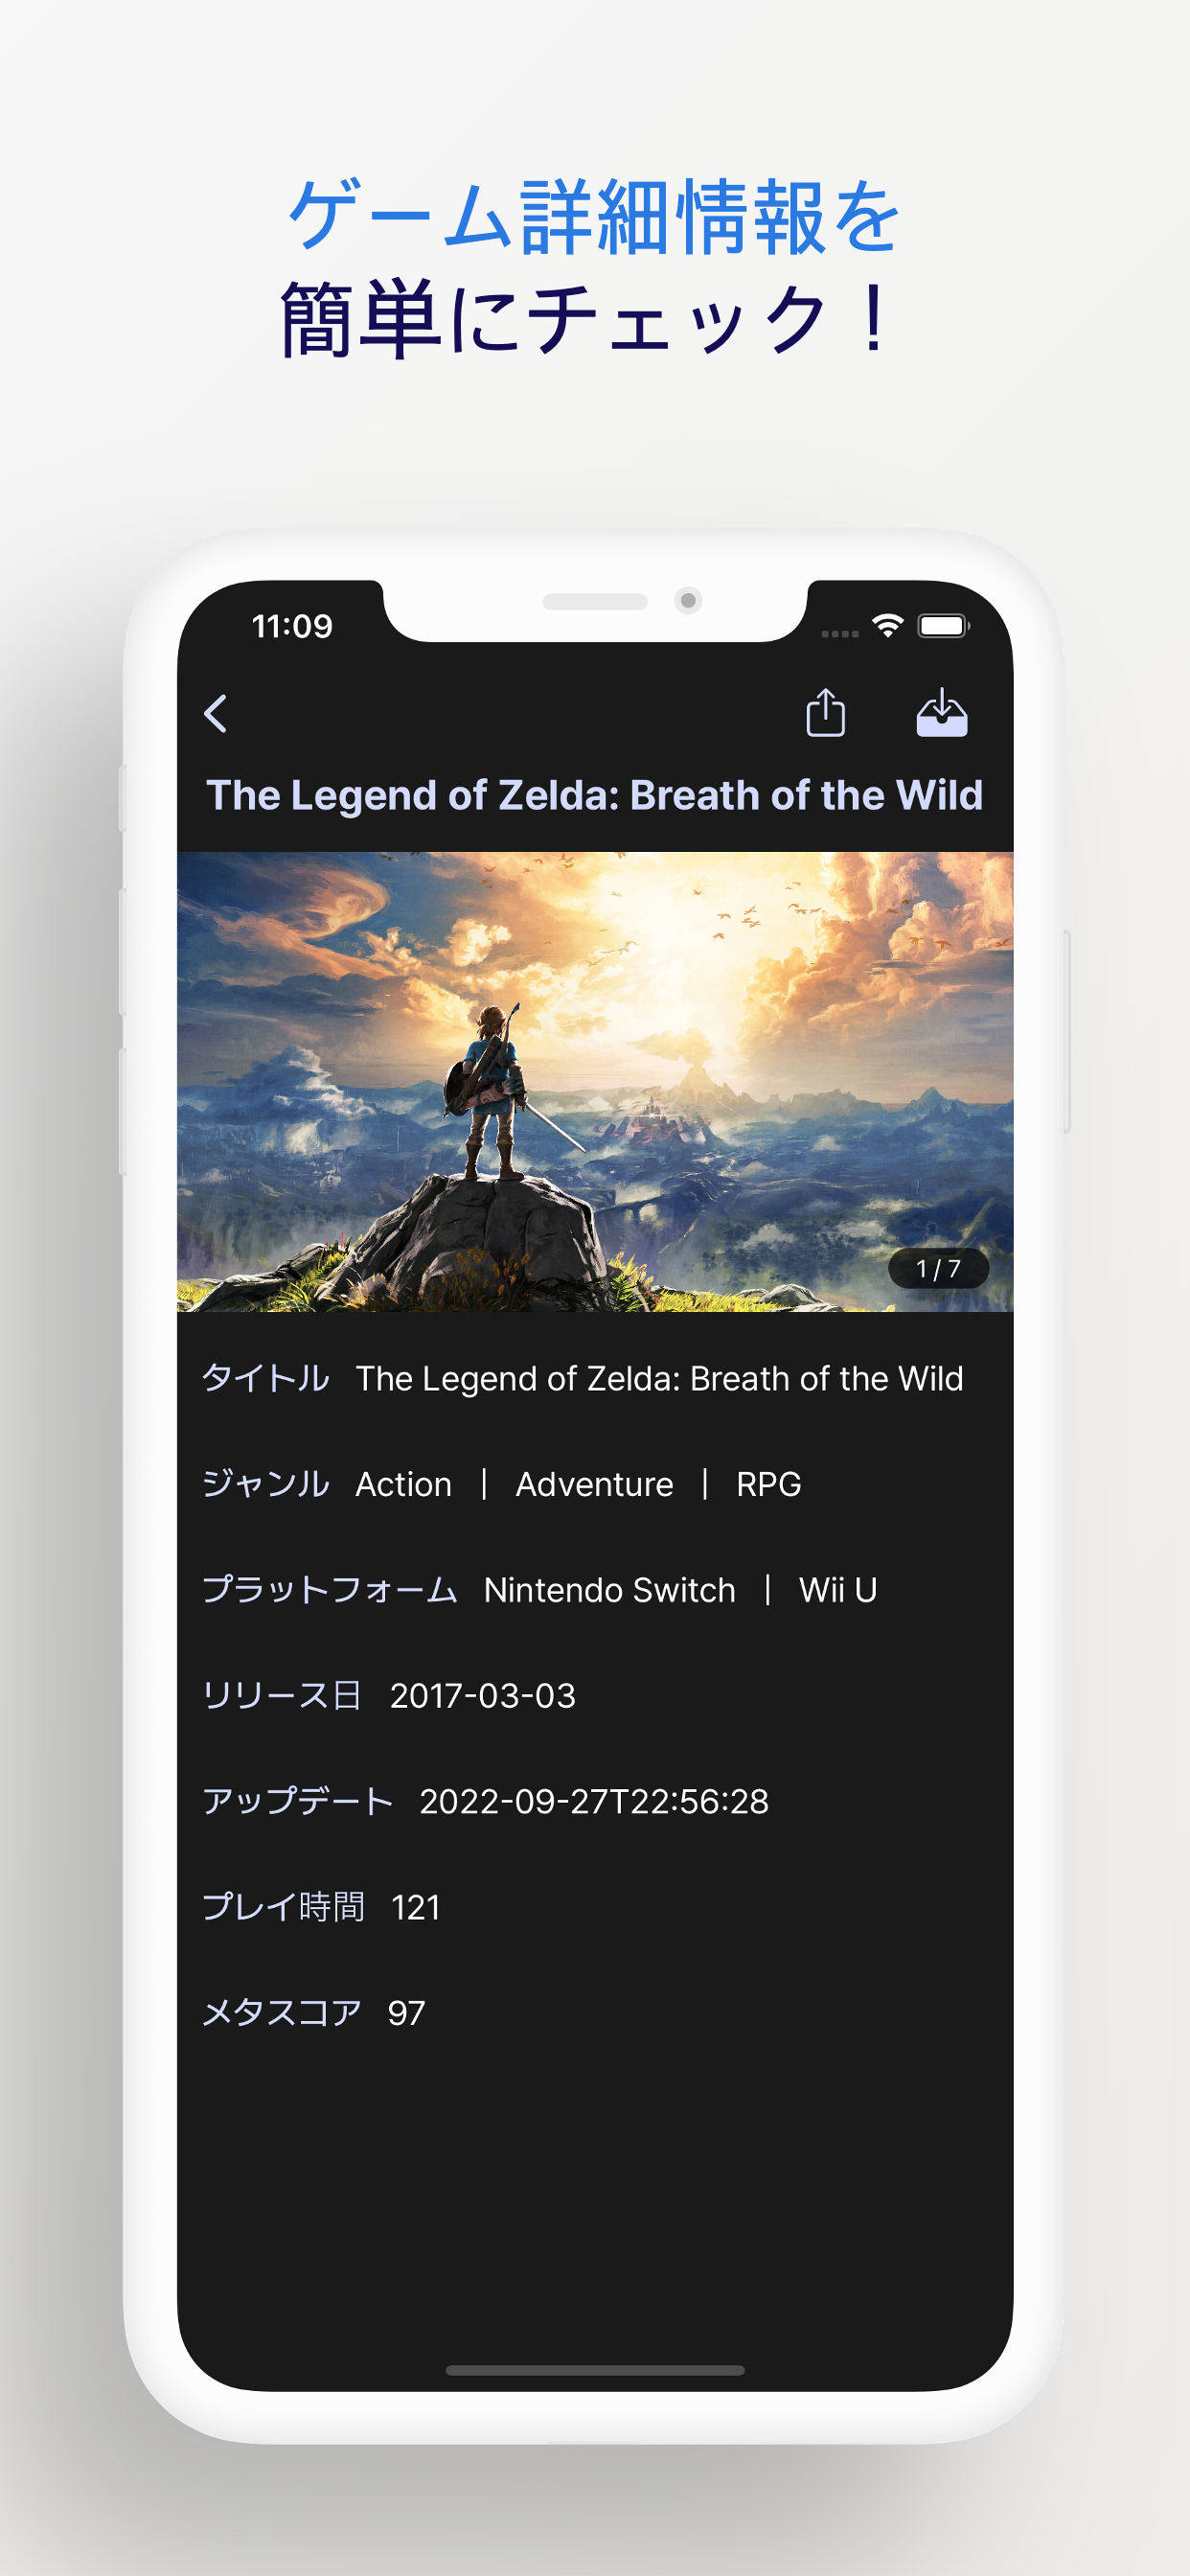 ゲーム詳細情報を
簡単にチェック！
11:09
The Legend of Zelda: Breath of the Wild
1 / 7
タイトル The Legend of Zelda: Breath of the Wild
ジャンル Action | Adventure | RPG
プラットフォーム Nintendo Switch | Wii U
リリース日 2017-03-03
アップデート 2022-09-27T22:56:28
プレイ時間 121
メタスコア 97